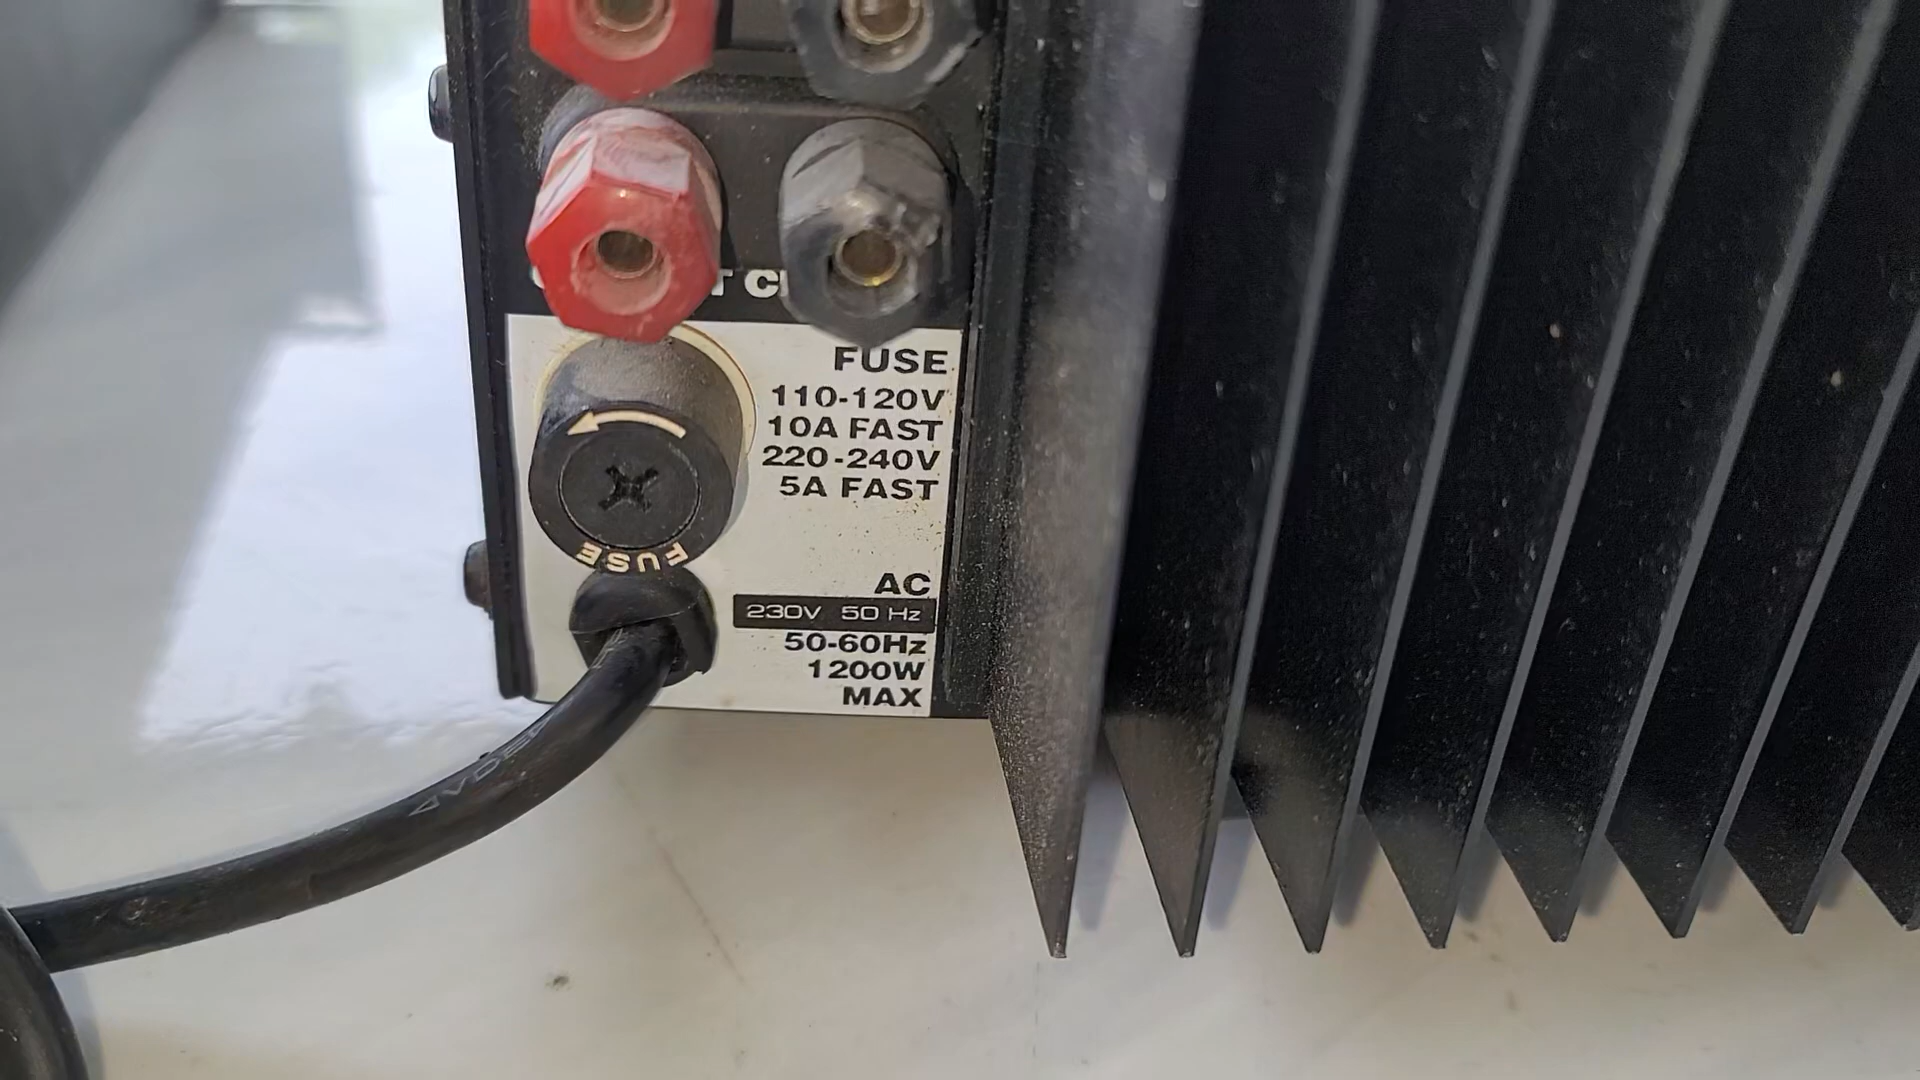 FUSE
110-120V
10A FAST
220-240V
5A FAST
FUSE
AC
230V 50 Hz
50-60Hz
1200W
MAX